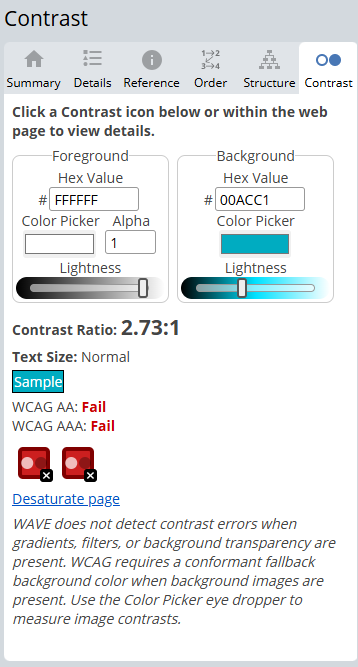 Contrast
Summary Details Reference Order Structure Contrast
Click a Contrast icon below or within the web
page to view details.
Foreground
Hex Value
# FFFFFF
Color Picker Alpha
1
Lightness
Background
Hex Value
# 00ACC1
Color Picker
Lightness
Contrast Ratio: 2.73:1
Text Size: Normal
Sample
WCAG AA: Fail
WCAG AAA: Fail
Desaturate page
WAVE does not detect contrast errors when
gradients, filters, or background transparency are
present. WCAG requires a conformant fallback
background color when background images are
present. Use the Color Picker eye dropper to
measure image contrasts.